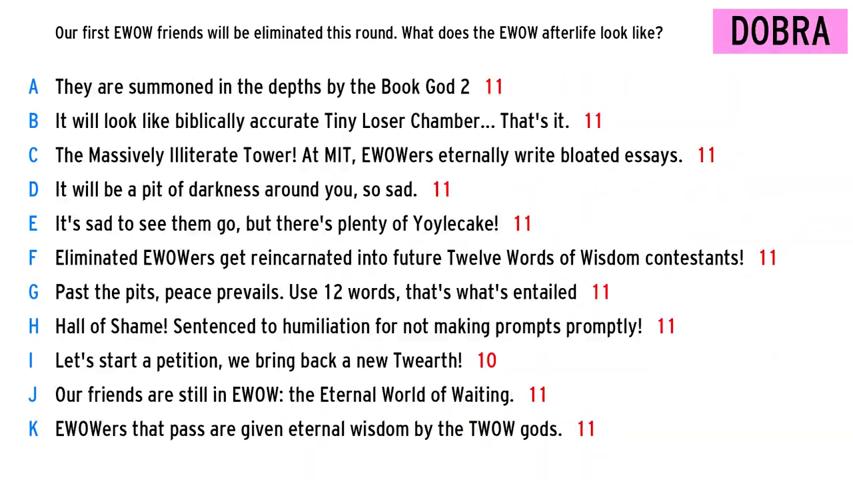 Our first EWOW friends will be eliminated this round. What does the EWOW afterlife look like?
DOBRA
A They are summoned in the depths by the Book God 2 11
B It will look like biblically accurate Tiny Loser Chamber... That's it. 11
C The Massively Illiterate Tower! At MIT, EWOWers eternally write bloated essays. 11
D It will be a pit of darkness around you, so sad. 11
E It's sad to see them go, but there's plenty of Yoylecake! 11
F Eliminated EWOWers get reincarnated into future Twelve Words of Wisdom contestants! 11
G Past the pits, peace prevails. Use 12 words, that's what's entailed 11
H Hall of Shame! Sentenced to humiliation for not making prompts promptly! 11
I Let's start a petition, we bring back a new Twearth! 10
J Our friends are still in EWOW: the Eternal World of Waiting. 11
K EWOWers that pass are given eternal wisdom by the TWOW gods. 11